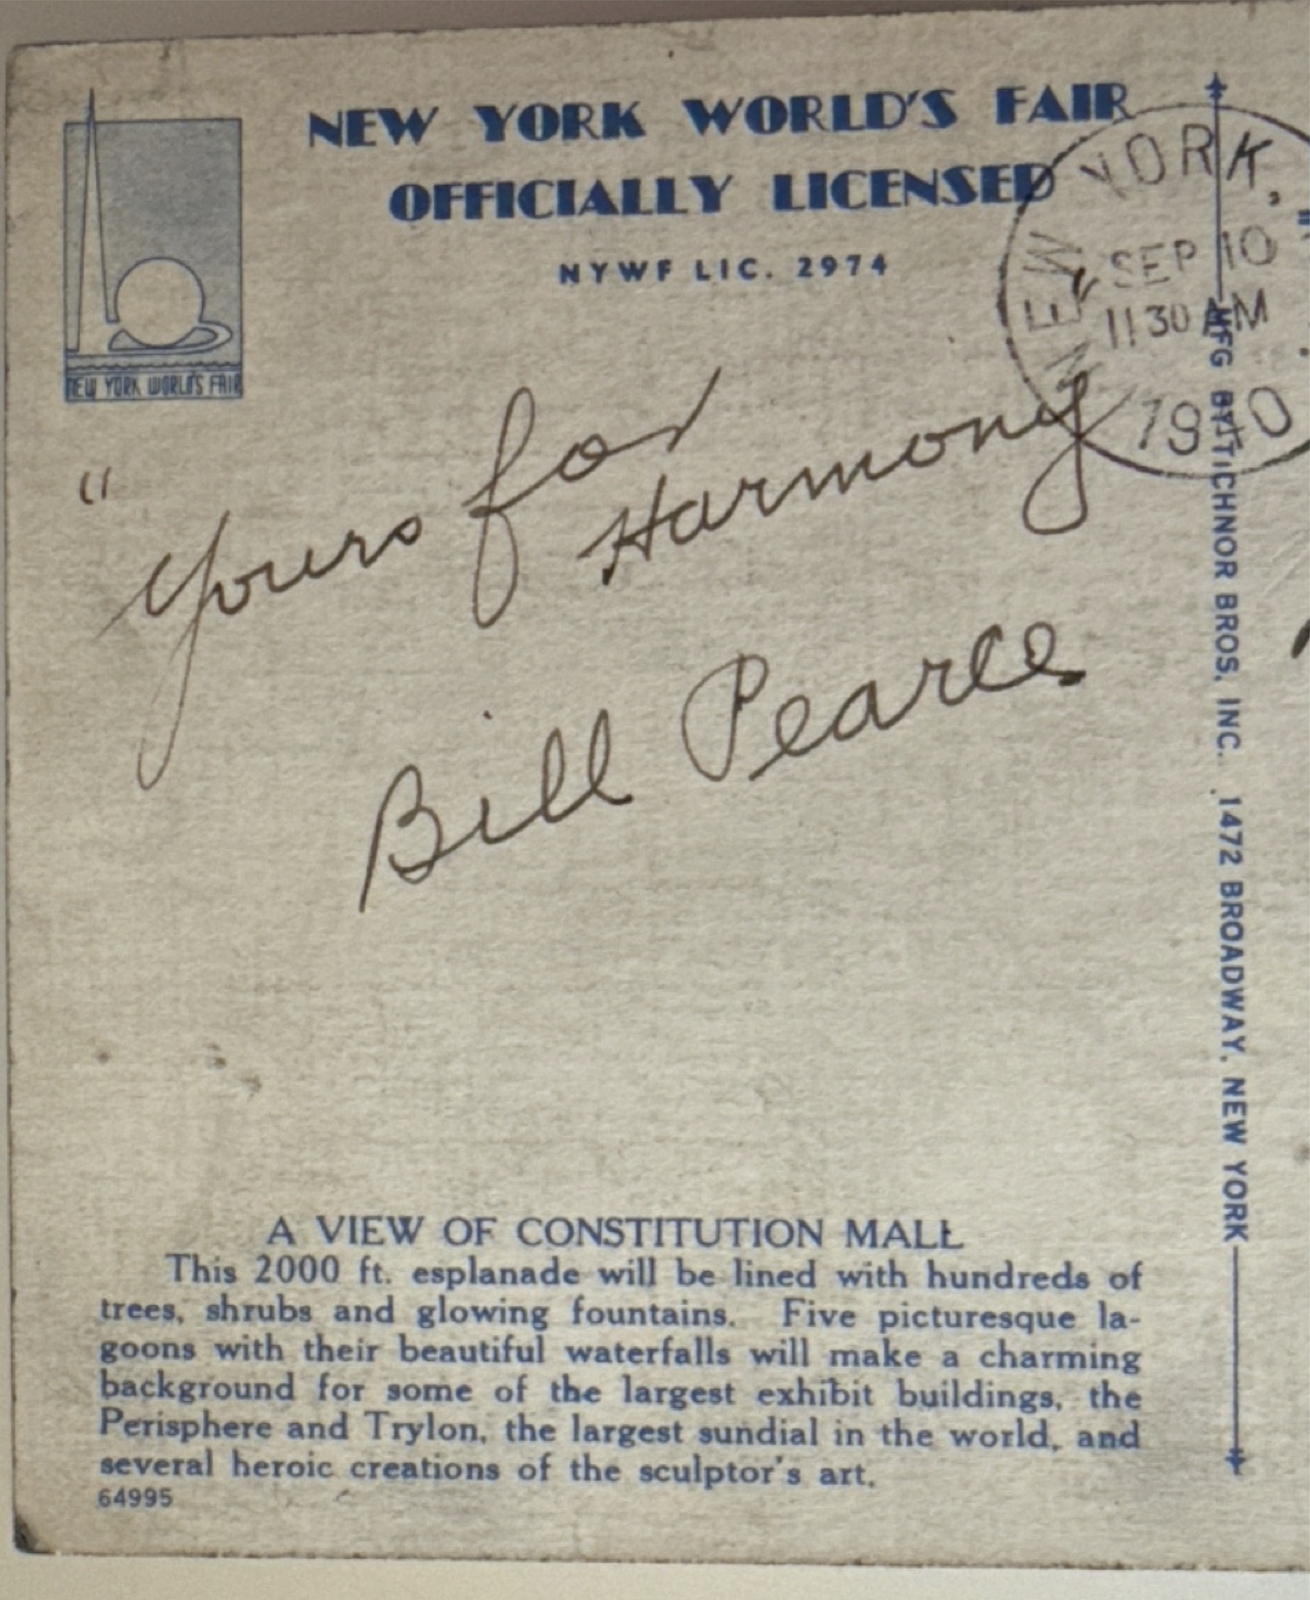 NEW YORK WORLD'S FAIR
OFFICIALLY LICENSED
NYWF LIC. 2974
NEW YORK WORLD'S FAIR
NEW YORK,
SEP 10
11 30 AM
1940
"Yours for
Harmony
Bill Pearce
MFG BY TICHNOR BROS. INC. 1472 BROADWAY. NEW YORK
A VIEW OF CONSTITUTION MALL
This 2000 ft. esplanade will be lined with hundreds of
trees, shrubs and glowing fountains. Five picturesque la-
goons with their beautiful waterfalls will make a charming
background for some of the largest exhibit buildings, the
Perisphere and Trylon, the largest sundial in the world, and
several heroic creations of the sculptor's art.
64995